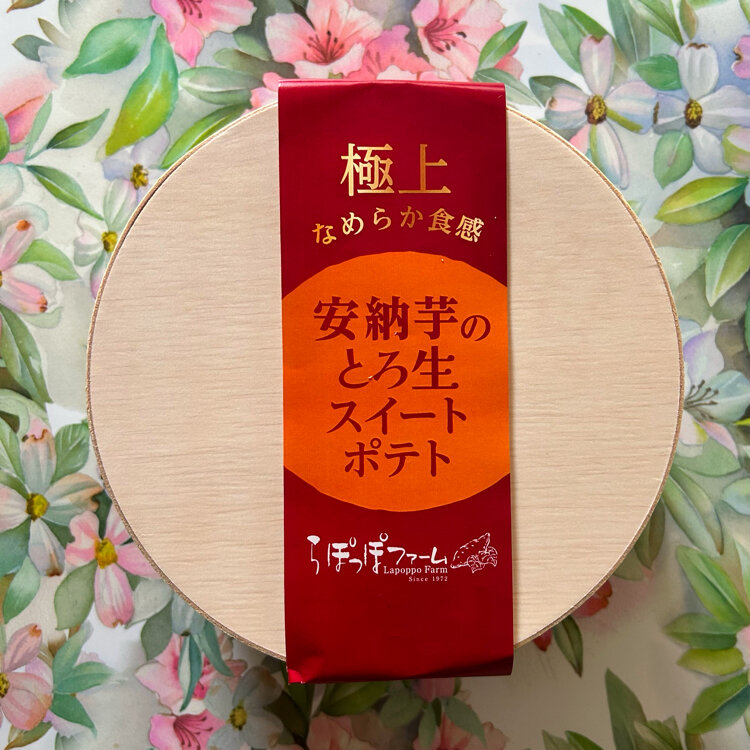 極上
なめらか食感
安納芋の
とろ生
スイート
ポテト
らぽっぽファーム
Lapoppo Farm
Since 1972